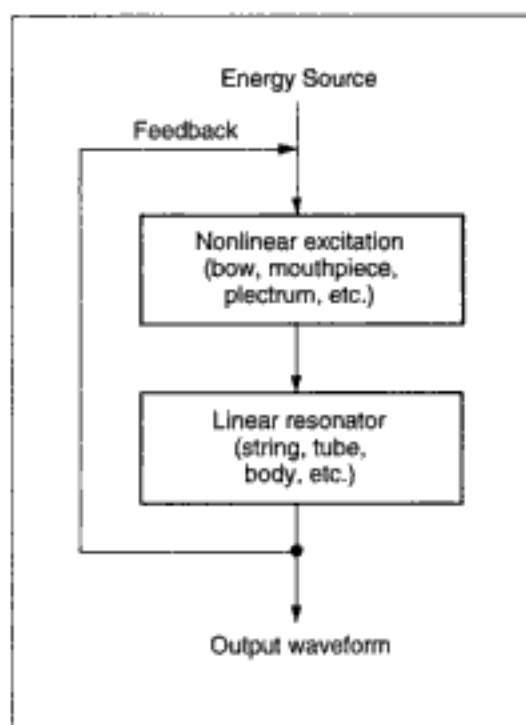 Energy Source
Feedback
Nonlinear excitation
(bow, mouthpiece,
plectrum, etc.)
Linear resonator
(string, tube,
body, etc.)
Output waveform